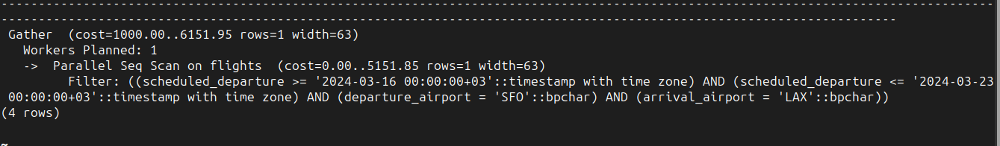 -----------------------------------------------------------------------------------------------------------------------------------
----------------------------------------------------------------------------------------------------------------------
 Gather  (cost=1000.00..6151.95 rows=1 width=63)
   Workers Planned: 1
   ->  Parallel Seq Scan on flights  (cost=0.00..5151.85 rows=1 width=63)
         Filter: ((scheduled_departure >= '2024-03-16 00:00:00+03'::timestamp with time zone) AND (scheduled_departure <= '2024-03-23
 00:00:00+03'::timestamp with time zone) AND (departure_airport = 'SFO'::bpchar) AND (arrival_airport = 'LAX'::bpchar))
(4 rows)

~